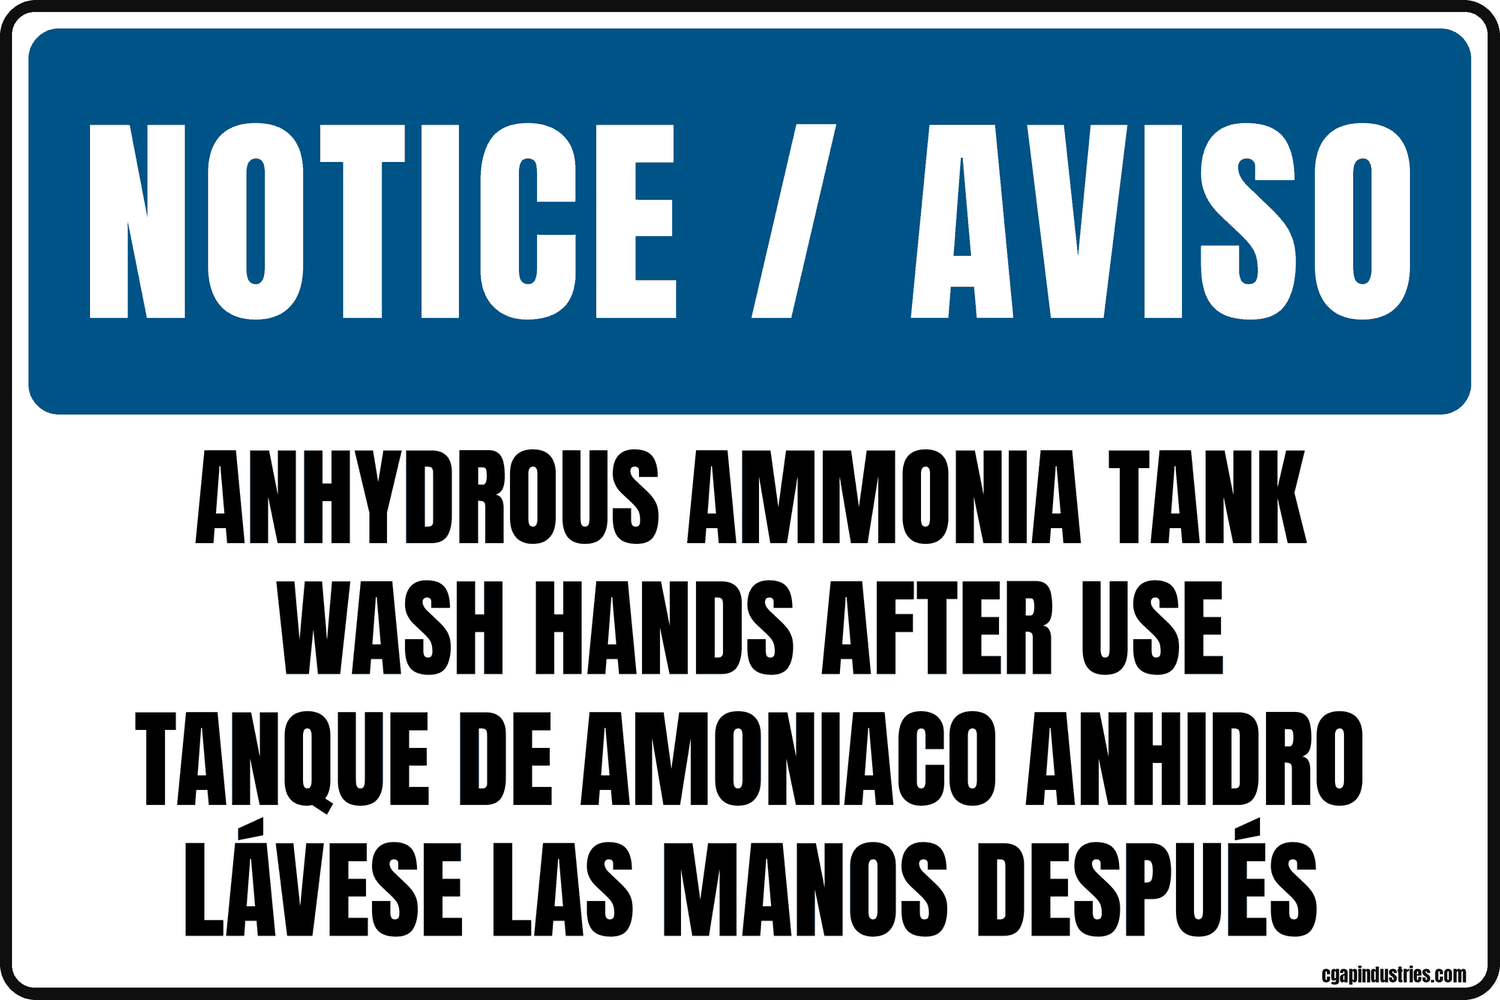 NOTICE / AVISO
ANHYDROUS AMMONIA TANK
WASH HANDS AFTER USE
TANQUE DE AMONIACO ANHIDRO
LÁVESE LAS MANOS DESPUÉS
cgapindustries.com